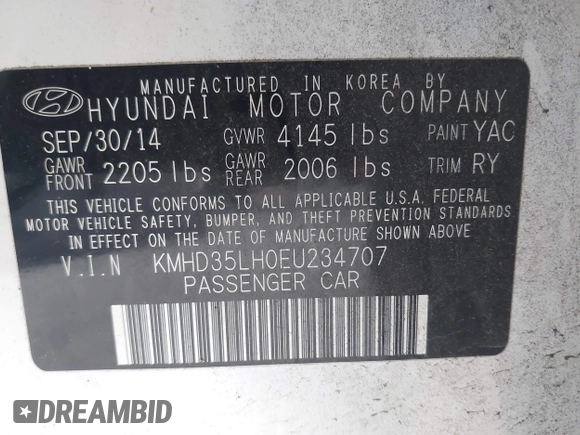 MANUFACTURED IN KOREA BY
HYUNDAI MOTOR COMPANY
SEP/30/14 GVWR 4145 lbs PAINT YAC
GAWR FRONT 2205 lbs GAWR REAR 2006 lbs TRIM RY
THIS VEHICLE CONFORMS TO ALL APPLICABLE U.S.A. FEDERAL
MOTOR VEHICLE SAFETY, BUMPER, AND THEFT PREVENTION STANDARDS
IN EFFECT ON THE DATE OF MANUFACTURE SHOWN ABOVE.
V.I.N KMHD35LH0EU234707
PASSENGER CAR
DREAMBID